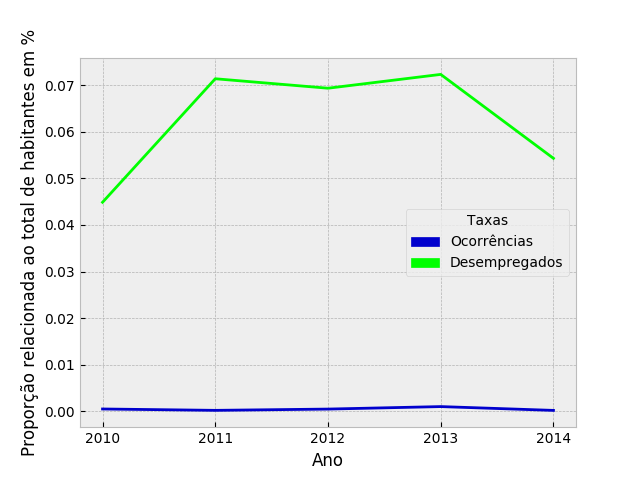 Proporção relacionada ao total de habitantes em %
0.07
0.06
0.05
0.04
0.03
0.02
0.01
0.00
Taxas
Ocorrências
Desempregados
2010 2011 2012 2013 2014
Ano